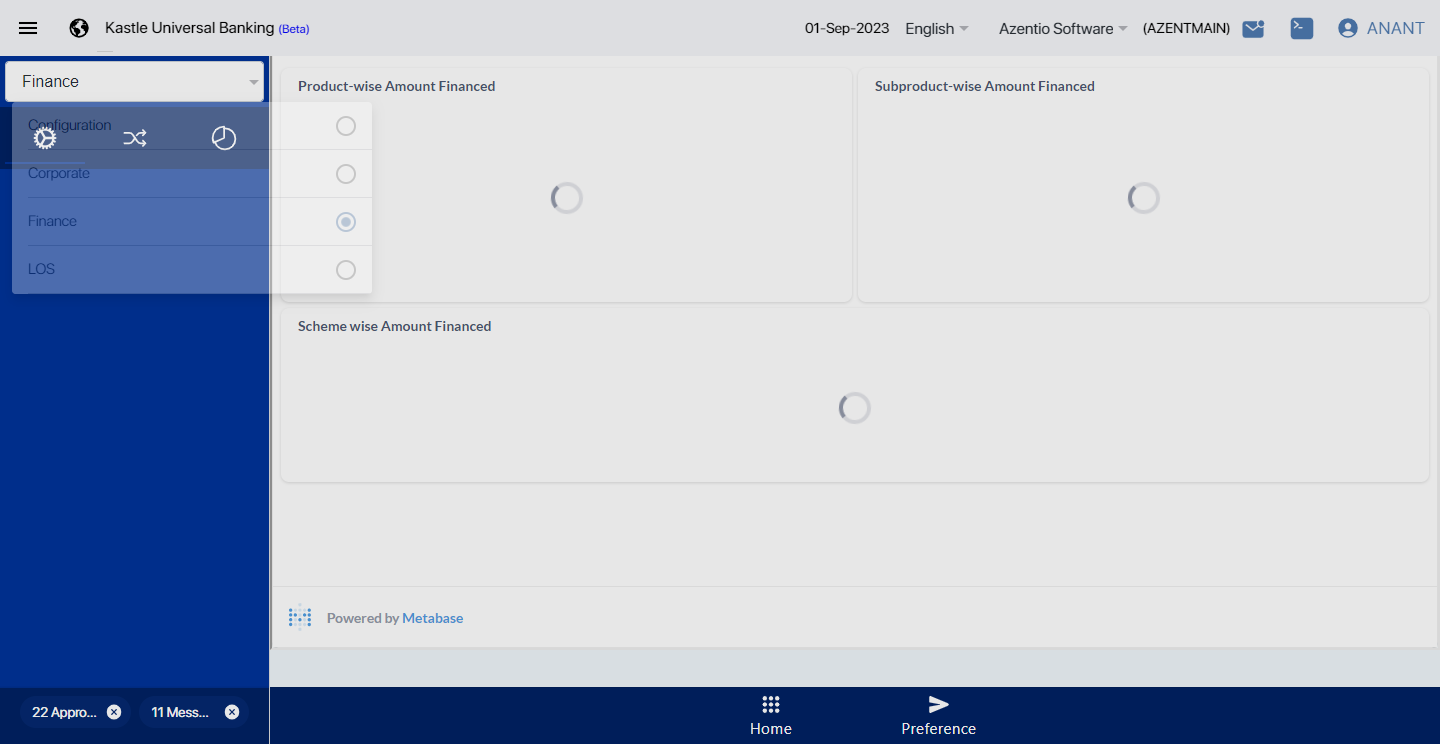 Kastle Universal Banking (Beta)
01-Sep-2023 English Azentio Software (AZENTMAIN) ANANT
Finance
Configuration
Corporate
Finance
LOS
Product-wise Amount Financed
Subproduct-wise Amount Financed
Scheme wise Amount Financed
Powered by Metabase
22 Appro... 11 Mess...
Home Preference